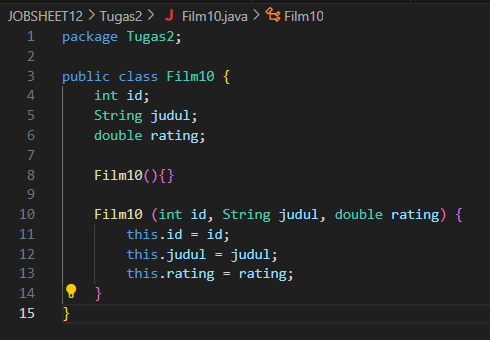 JOBSHEET12 > Tugas2 > J Film10.java > Film10
1 package Tugas2;
2
3 public class Film10 {
4     int id;
5     String judul;
6     double rating;
7
8     Film10(){}
9
10     Film10 (int id, String judul, double rating) {
11         this.id = id;
12         this.judul = judul;
13         this.rating = rating;
14     }
15 }